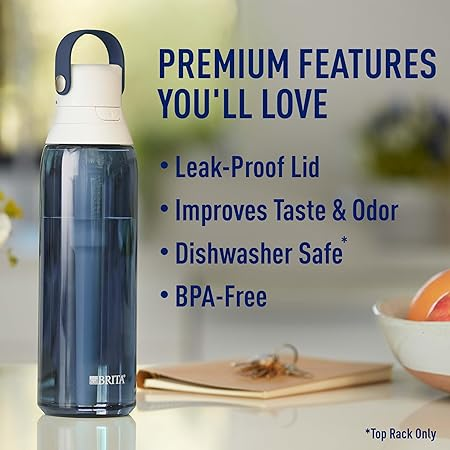 PREMIUM FEATURES
YOU'LL LOVE
• Leak-Proof Lid
• Improves Taste & Odor
• Dishwasher Safe*
• BPA-Free
BRITA®
*Top Rack Only